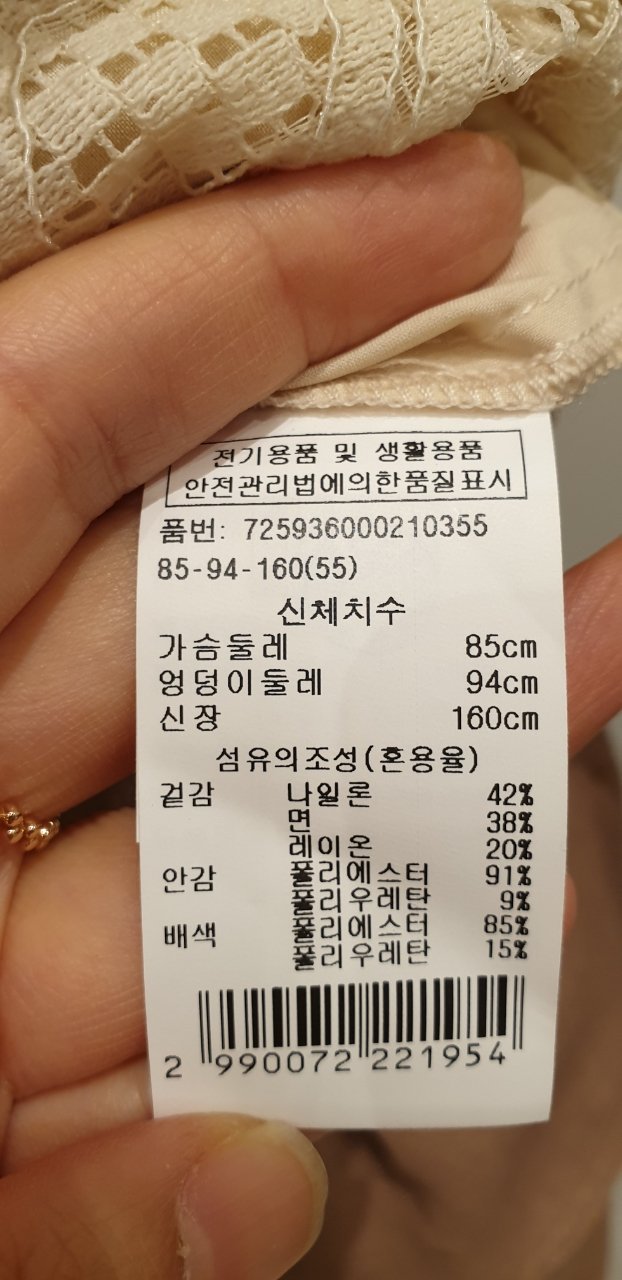 전기용품 및 생활용품
안전관리법에의한품질표시
품번: 725936000210355
85-94-160(55)
신체치수
가슴둘레 85cm
엉덩이둘레 94cm
신장 160cm
섬유의조성(혼용율)
겉감 나일론 42%
면 38%
레이온 20%
안감 폴리에스터 91%
폴리우레탄 9%
배색 폴리에스터 85%
폴리우레탄 15%
2 990072 221954